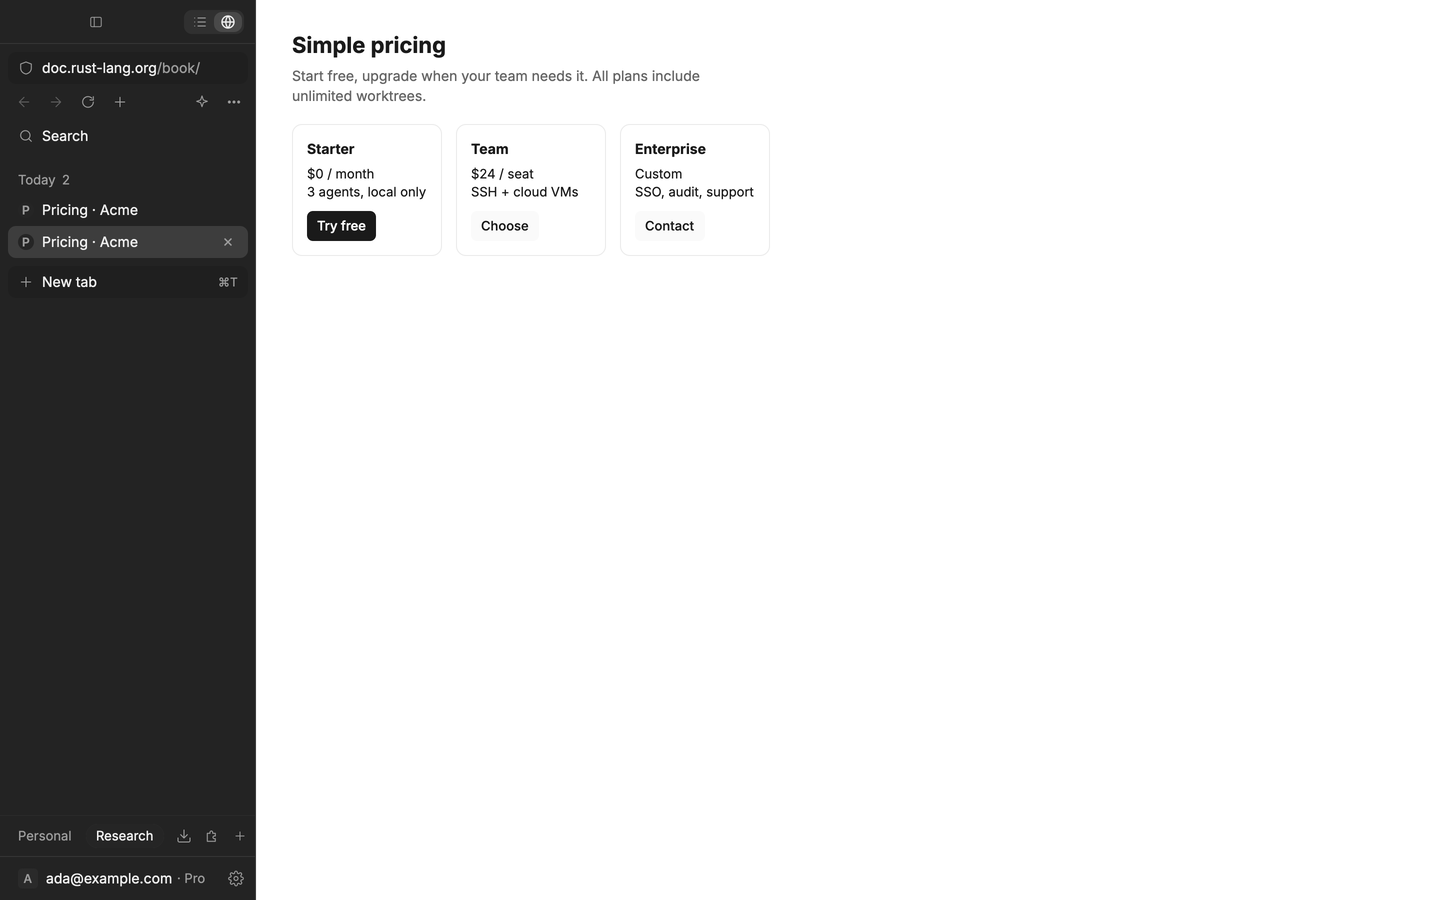 doc.rust-lang.org/book/
Search
Today 2
P Pricing · Acme
P Pricing · Acme
New tab ⌘T
Personal Research
A ada@example.com · Pro
Simple pricing
Start free, upgrade when your team needs it. All plans include
unlimited worktrees.
Starter
$0 / month
3 agents, local only
Try free
Team
$24 / seat
SSH + cloud VMs
Choose
Enterprise
Custom
SSO, audit, support
Contact